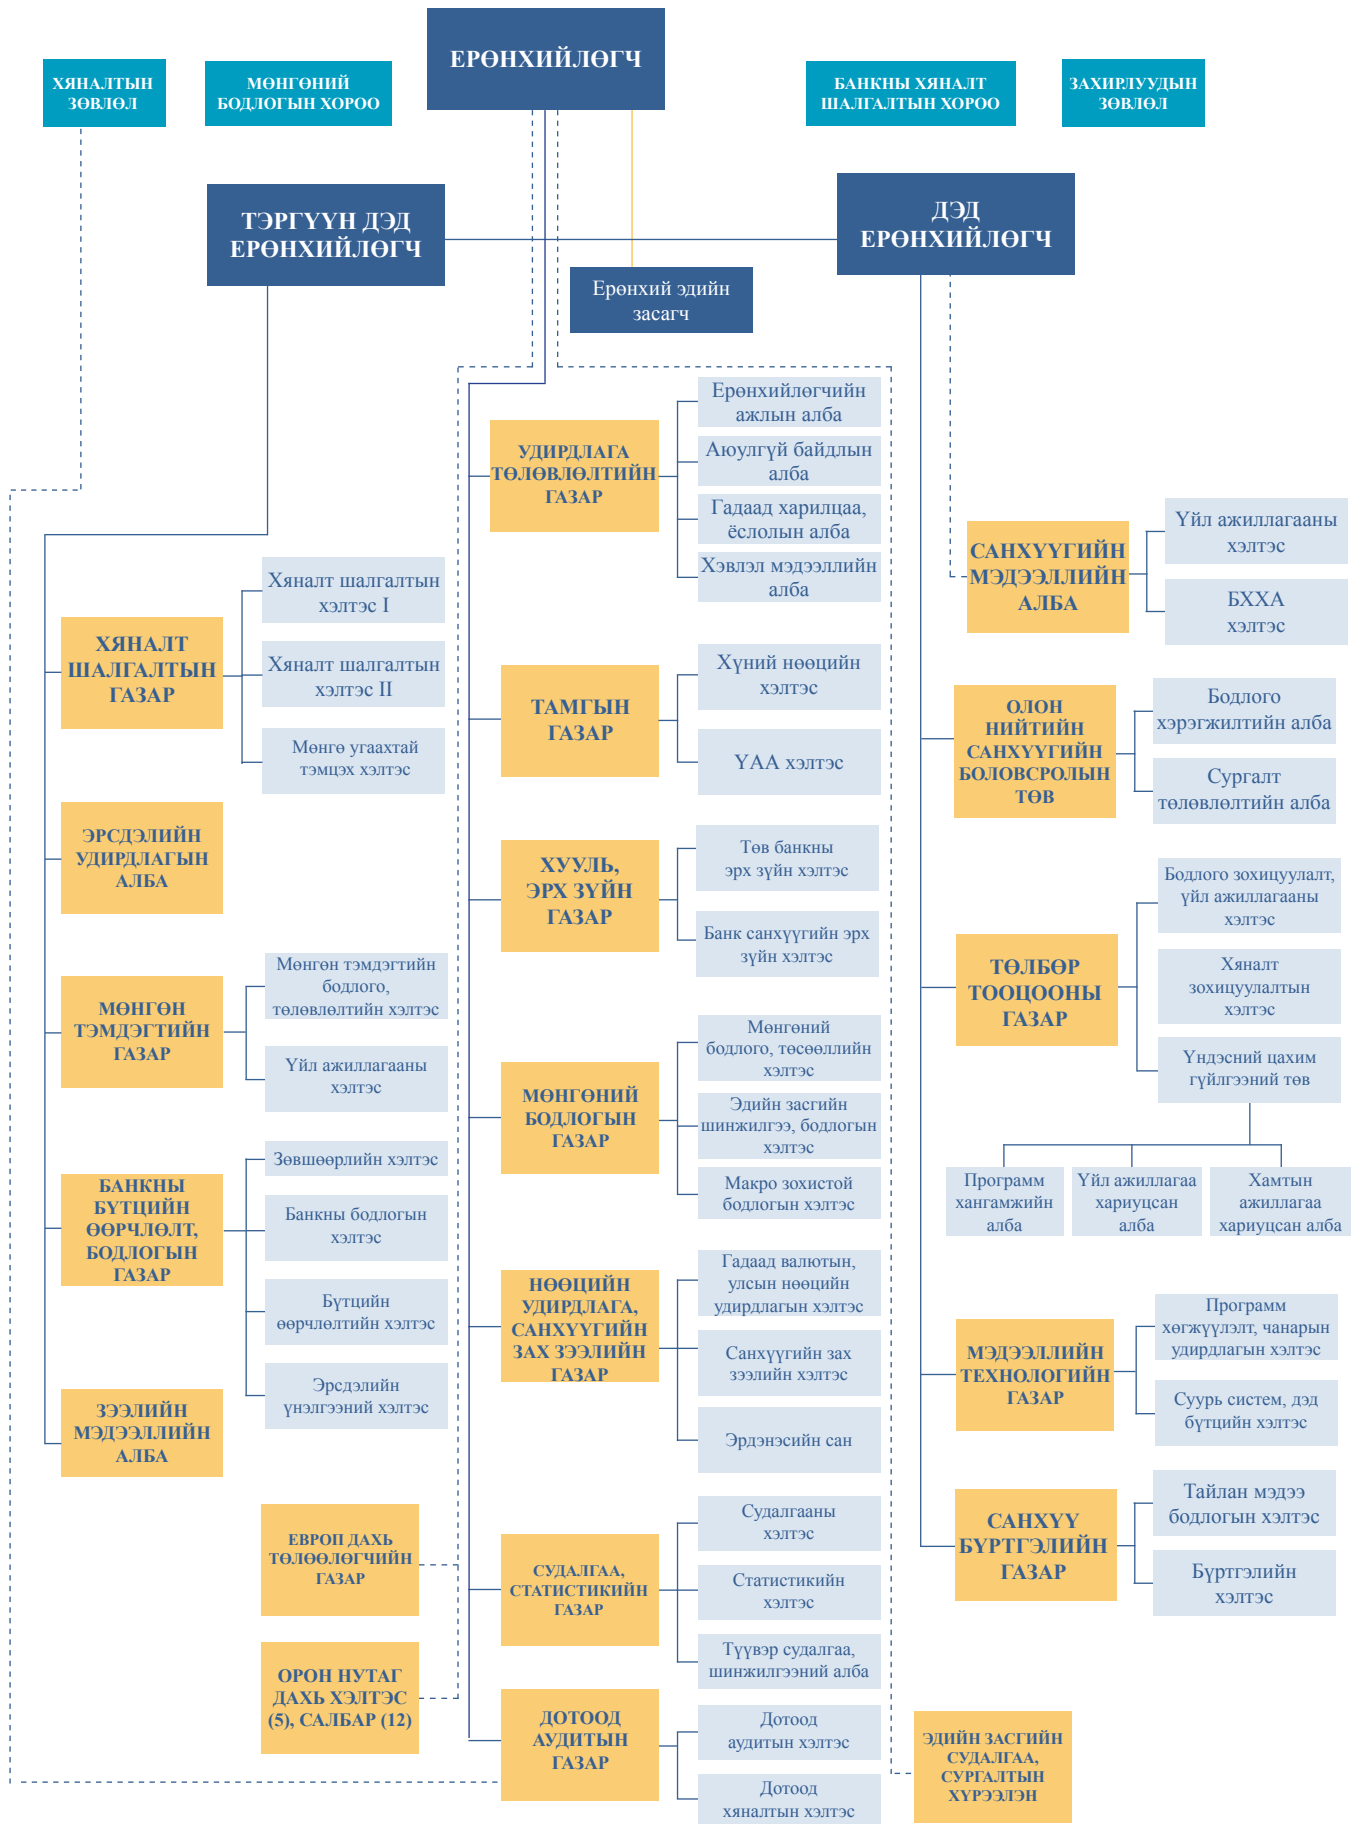 ЕРӨНХИЙЛӨГЧ
ХЯНАЛТЫН
ЗӨВЛӨЛ
МӨНГӨНИЙ
БОДЛОГЫН ХОРОО
БАНКНЫ ХЯНАЛТ
ШАЛГАЛТЫН ХОРОО
ЗАХИРЛУУДЫН
ЗӨВЛӨЛ
ТЭРГҮҮН ДЭД
ЕРӨНХИЙЛӨГЧ
ДЭД
ЕРӨНХИЙЛӨГЧ
Ерөнхий эдийн
засагч
ХЯНАЛТ
ШАЛГАЛТЫН
ГАЗАР
Хяналт шалгалтын
хэлтэс I
Хяналт шалгалтын
хэлтэс II
Мөнгө угаахтай
тэмцэх хэлтэс
ЭРСДЭЛИЙН
УДИРДЛАГЫН
АЛБА
МӨНГӨН
ТЭМДЭГТИЙН
ГАЗАР
Мөнгөн тэмдэгтийн
бодлого,
төлөвлөлтийн хэлтэс
Үйл ажиллагааны
хэлтэс
БАНКНЫ
БҮТЦИЙН
ӨӨРЧЛӨЛТ,
БОДЛОГЫН
ГАЗАР
Зөвшөөрлийн хэлтэс
Банкны бодлогын
хэлтэс
Бүтцийн
өөрчлөлтийн хэлтэс
Эрсдэлийн
үнэлгээний хэлтэс
ЗЭЭЛИЙН
МЭДЭЭЛЛИЙН
АЛБА
ЕВРОП ДАХЬ
ТӨЛӨӨЛӨГЧИЙН
ГАЗАР
ОРОН НУТАГ
ДАХЬ ХЭЛТЭС
(5), САЛБАР (12)
УДИРДЛАГА
ТӨЛӨВЛӨЛТИЙН
ГАЗАР
Ерөнхийлөгчийн
ажлын алба
Аюулгүй байдлын
алба
Гадаад харилцаа,
ёслолын алба
Хэвлэл мэдээллийн
алба
ТАМГЫН
ГАЗАР
Хүний нөөцийн
хэлтэс
ҮАА хэлтэс
ХУУЛЬ,
ЭРХ ЗҮЙН
ГАЗАР
Төв банкны
эрх зүйн хэлтэс
Банк санхүүгийн эрх
зүйн хэлтэс
МӨНГӨНИЙ
БОДЛОГЫН
ГАЗАР
Мөнгөний
бодлого, төсөөллийн
хэлтэс
Эдийн засгийн
шинжилгээ, бодлогын
хэлтэс
Макро зохистой
бодлогын хэлтэс
НӨӨЦИЙН
УДИРДЛАГА,
САНХҮҮГИЙН
ЗАХ ЗЭЭЛИЙН
ГАЗАР
Гадаад валютын,
улсын нөөцийн
удирдлагын хэлтэс
Санхүүгийн зах
зээлийн хэлтэс
Эрдэнэсийн сан
СУДАЛГАА,
СТАТИСТИКИЙН
ГАЗАР
Судалгааны
хэлтэс
Статистикийн
хэлтэс
Түүвэр судалгаа,
шинжилгээний алба
ДОТООД
АУДИТЫН
ГАЗАР
Дотоод
аудитын хэлтэс
Дотоод
хяналтын хэлтэс
САНХҮҮГИЙН
МЭДЭЭЛЛИЙН
АЛБА
Үйл ажиллагааны
хэлтэс
БХХА
хэлтэс
ОЛОН
НИЙТИЙН
САНХҮҮГИЙН
БОЛОВСРОЛЫН
ТӨВ
Бодлого
хэрэгжилтийн алба
Сургалт
төлөвлөлтийн алба
ТӨЛБӨР
ТООЦООНЫ
ГАЗАР
Бодлого зохицуулалт,
үйл ажиллагааны
хэлтэс
Хяналт
зохицуулалтын
хэлтэс
Үндэсний цахим
гүйлгээний төв
Программ
хангамжийн
алба
Үйл ажиллагаа
хариуцсан
алба
Хамтын
ажиллагаа
хариуцсан алба
МЭДЭЭЛЛИЙН
ТЕХНОЛОГИЙН
ГАЗАР
Программ
хөгжүүлэлт, чанарын
удирдлагын хэлтэс
Суурь систем, дэд
бүтцийн хэлтэс
САНХҮҮ
БҮРТГЭЛИЙН
ГАЗАР
Тайлан мэдээ
бодлогын хэлтэс
Бүртгэлийн
хэлтэс
ЭДИЙН ЗАСГИЙН
СУДАЛГАА,
СУРГАЛТЫН
ХҮРЭЭЛЭН